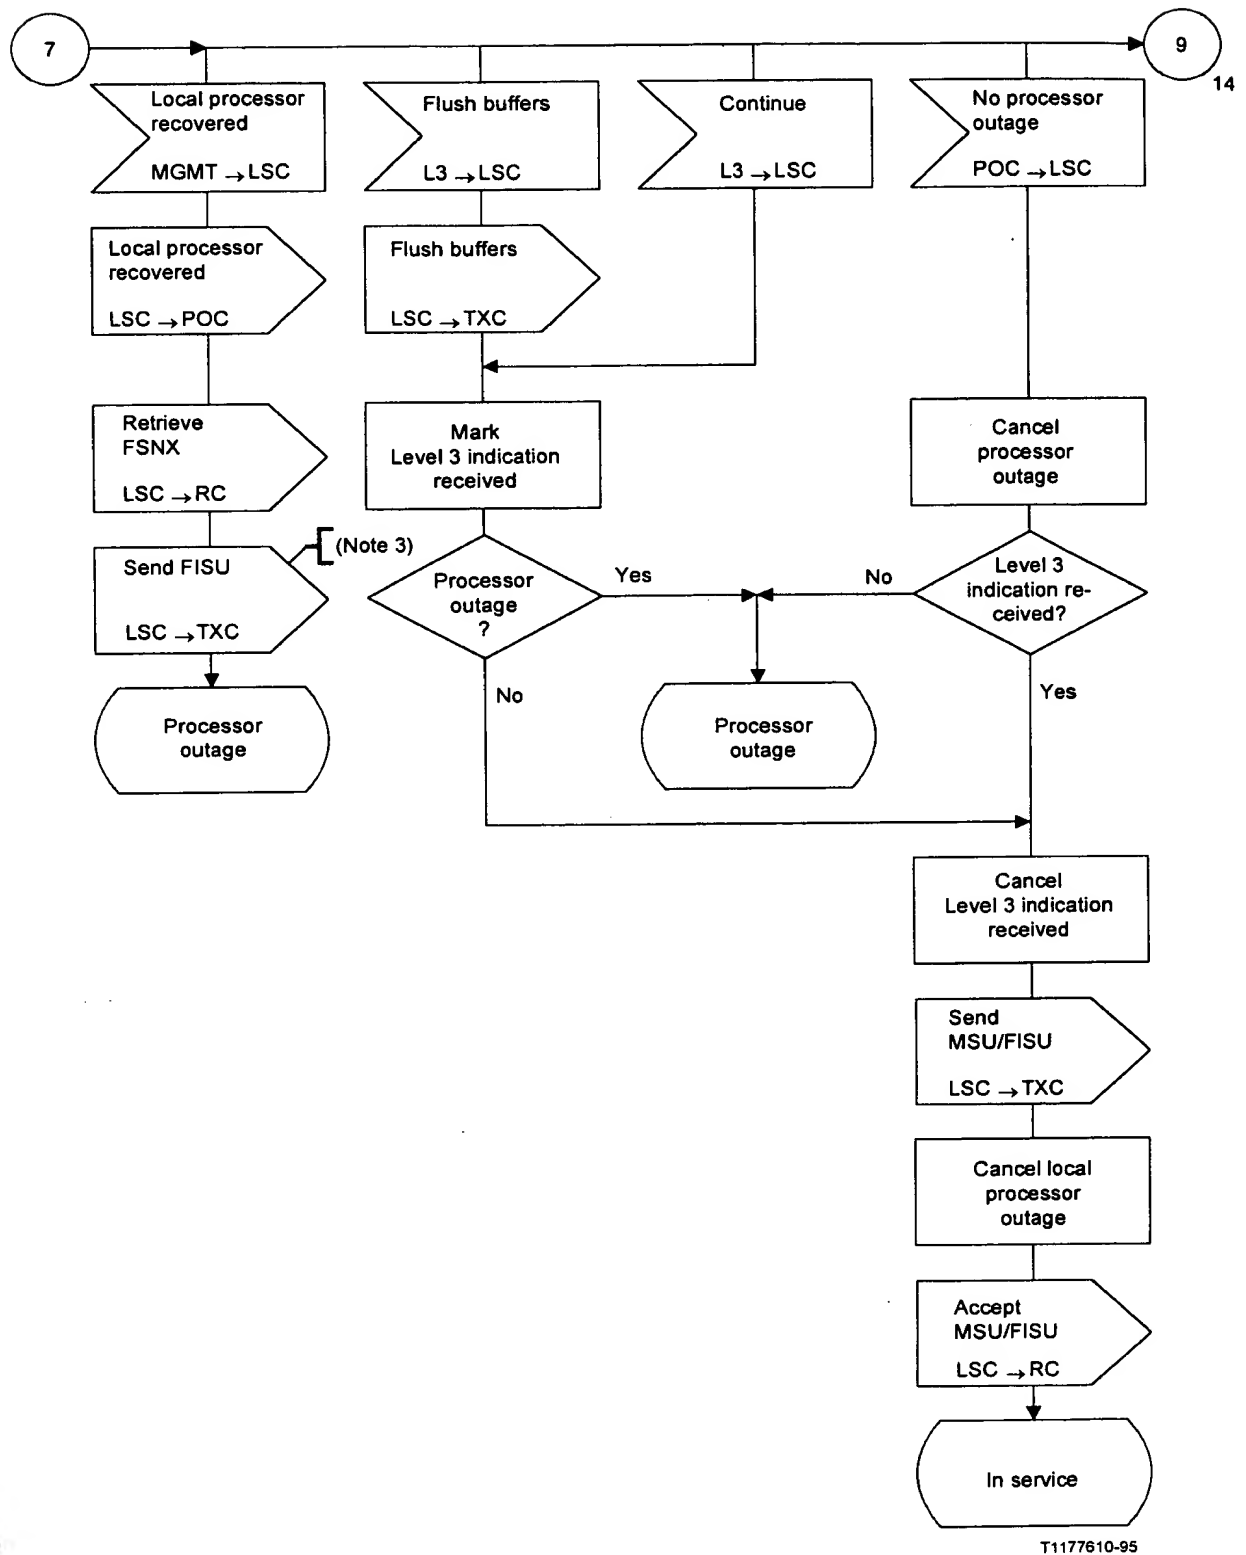 7
9
14
Local processor
recovered
MGMT → LSC
Flush buffers
L3 → LSC
Continue
L3 → LSC
No processor
outage
POC → LSC
Local processor
recovered
LSC → POC
Flush buffers
LSC → TXC
Retrieve
FSNX
LSC → RC
Mark
Level 3 indication
received
Cancel
processor
outage
(Note 3)
Send FISU
LSC → TXC
Processor
outage
?
Yes
No
No
Level 3
indication re-
ceived?
Yes
Processor
outage
Processor
outage
Cancel
Level 3 indication
received
Send
MSU/FISU
LSC → TXC
Cancel local
processor
outage
Accept
MSU/FISU
LSC → RC
In service
T1177610-95